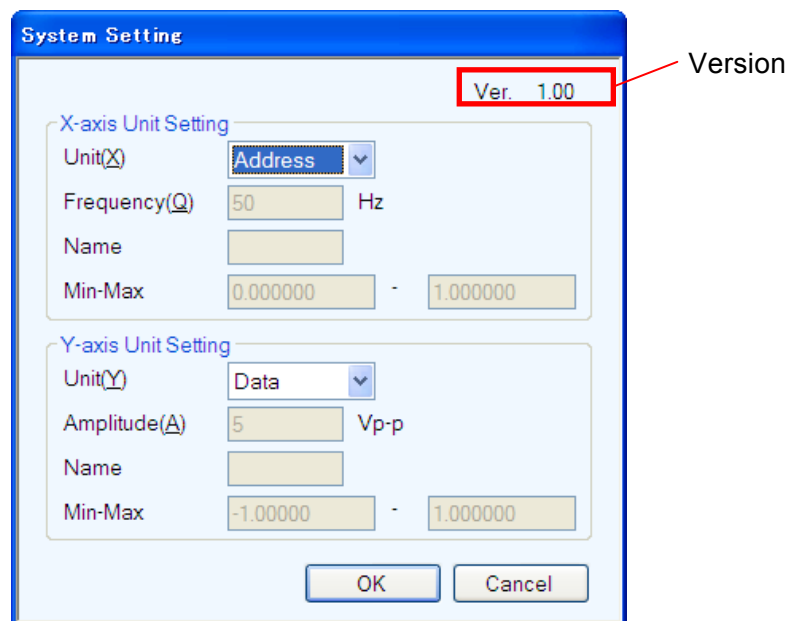 System Setting
Version
Ver. 1.00
X-axis Unit Setting
Unit(X) Address
Frequency(Q) 50 Hz
Name
Min-Max 0.000000 - 1.000000
Y-axis Unit Setting
Unit(Y) Data
Amplitude(A) 5 Vp-p
Name
Min-Max -1.00000 - 1.000000
OK Cancel